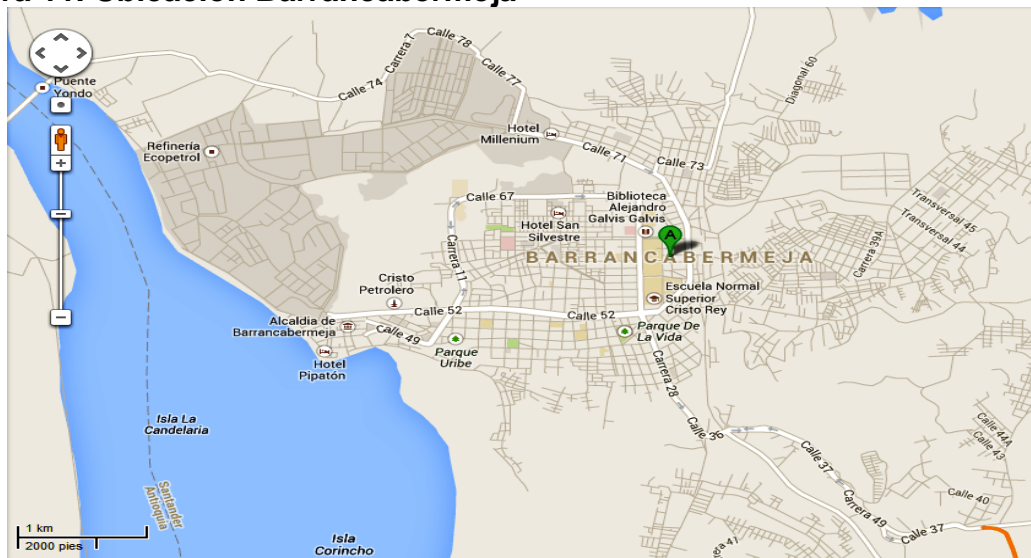 Calle 78
Carrera 7
Calle 77
Calle 74
Puente
Yondo
Diagonal 60
Hotel
Millenium
Refinería
Ecopetrol
Calle 71
Calle 73
Calle 67
Biblioteca
Alejandro
Galvis Galvis
Transversal 45
Transversal 44
Hotel San
Silvestre
A
Carrera 11
Carrera 39A
BARRANCABERMEJA
Cristo
Petrolero
Escuela Normal
Superior
Cristo Rey
Calle 52
Calle 52
Alcaldia de
Barrancabermeja
Calle 49
Parque De
La Vida
Parque
Uribe
Hotel
Pipatón
Carrera 28
Isla La
Candelaria
Calle 36
Calle 44A
Calle 43
Calle 37
Santander
Antioquia
Calle 40
Carrera 49
1 km
2000 pies
Calle 37
Isla
Corincho